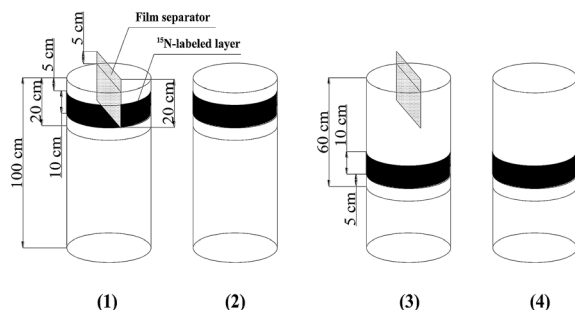 Film separator
¹⁵N-labeled layer
5 cm
5 cm
20 cm
10 cm
100 cm
20 cm
60 cm
10 cm
5 cm
(1)
(2)
(3)
(4)